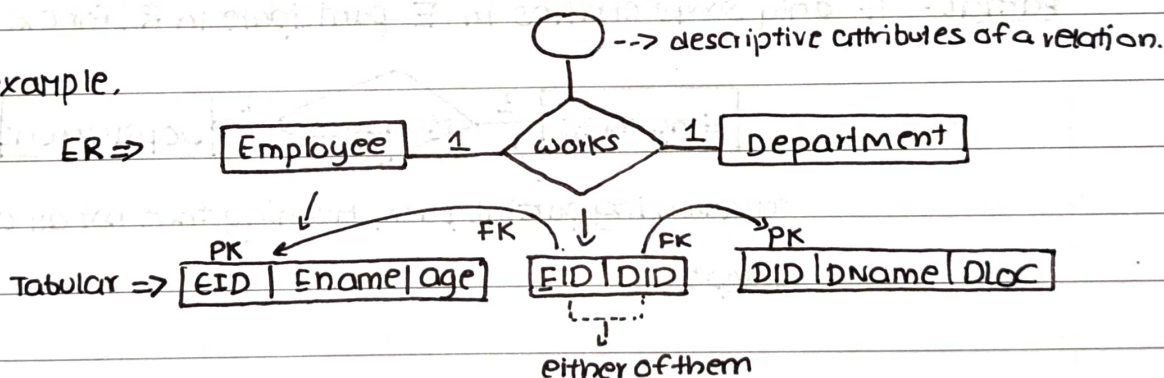 --> descriptive attributes of a relation.
xample,
ER => Employee 1 works 1 Department
FK FK
PK PK
Tabular => EID | Ename | age EID | DID DID | DName | DLOC
either of them